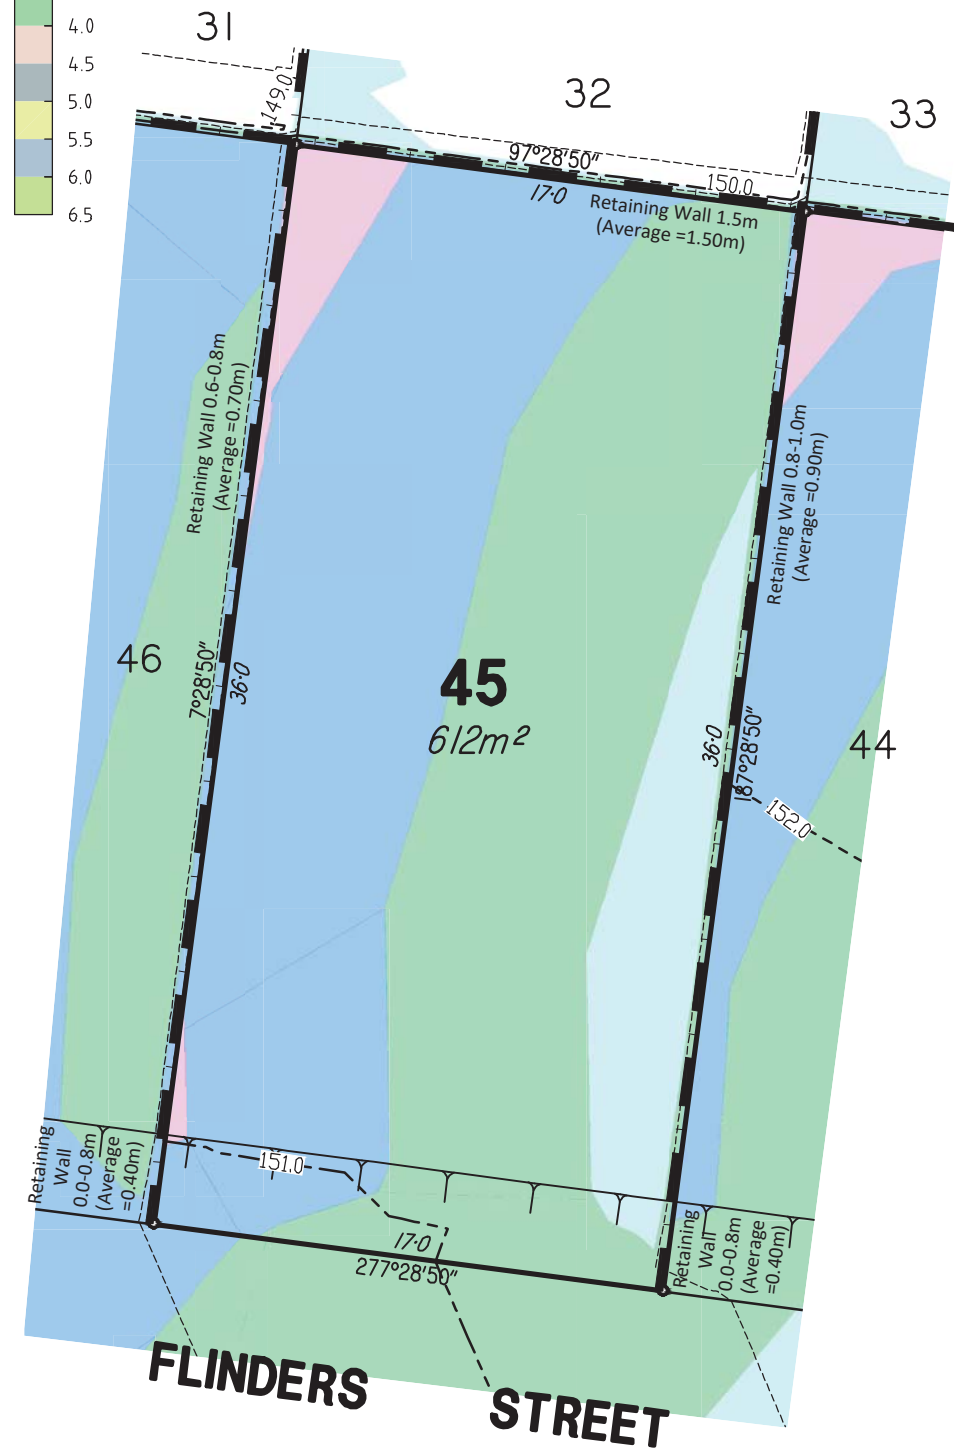 4.0
4.5
5.0
5.5
6.0
6.5
31
32
33
149.0
97°28'50"
150.0
17·0
Retaining Wall 1.5m
(Average =1.50m)
Retaining Wall 0.6-0.8m
(Average =0.70m)
Retaining Wall 0.8-1.0m
(Average =0.90m)
46
7°28'50"
36·0
45
612m²
36·0
187°28'50"
44
152.0
Retaining
Wall
0.0-0.8m
(Average
=0.40m)
151.0
17·0
277°28'50"
Retaining
Wall
0.0-0.8m
(Average
=0.40m)
FLINDERS STREET